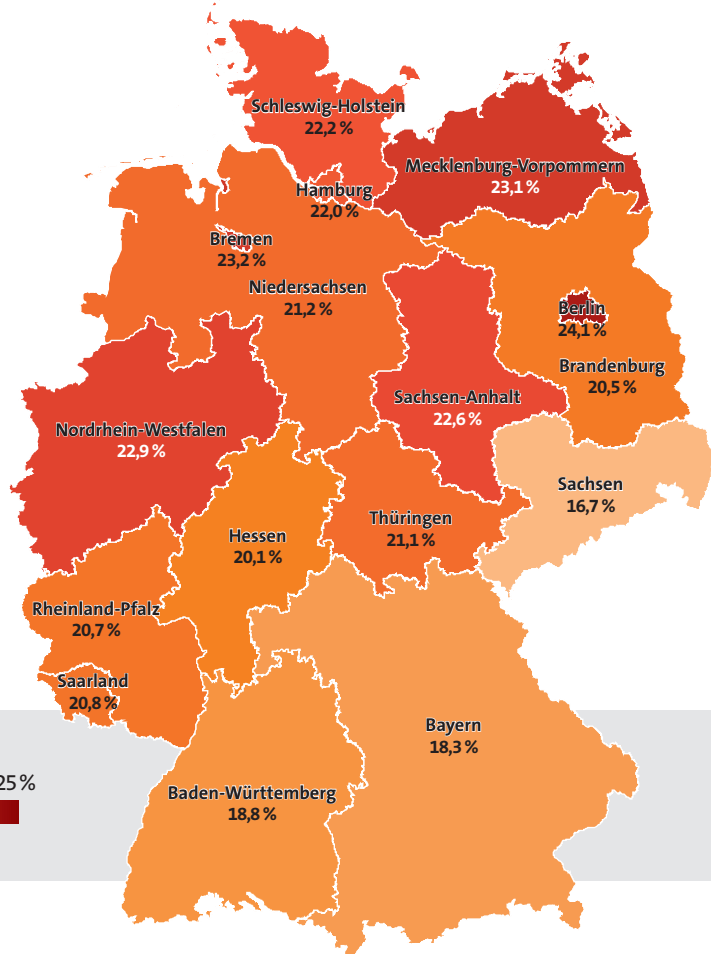 Schleswig-Holstein
22,2 %
Mecklenburg-Vorpommern
23,1 %
Hamburg
22,0 %
Bremen
23,2 %
Niedersachsen
21,2 %
Berlin
24,1 %
Brandenburg
20,5 %
Sachsen-Anhalt
22,6 %
Nordrhein-Westfalen
22,9 %
Sachsen
16,7 %
Thüringen
21,1 %
Hessen
20,1 %
Rheinland-Pfalz
20,7 %
Saarland
20,8 %
Bayern
18,3 %
25 %
Baden-Württemberg
18,8 %